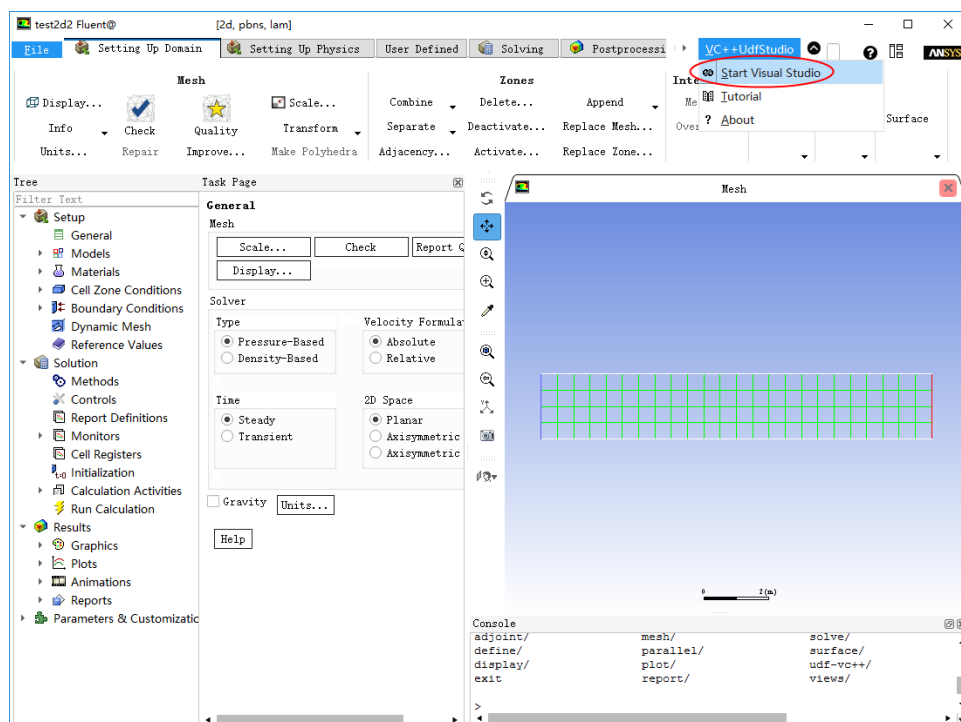 test2d2 Fluent@ [2d, pbns, lam]
File Setting Up Domain Setting Up Physics User Defined Solving Postprocessi VC++UdfStudio ANSYS
Start Visual Studio
Tutorial
About
Mesh Zones Inte
Display... Scale... Combine Delete... Append Me
Info Check Quality Transform Separate Deactivate... Replace Mesh... Over Surface
Units... Repair Improve... Make Polyhedra Adjacency... Activate... Replace Zone...
Tree
Filter Text
Setup
General
Models
Materials
Cell Zone Conditions
Boundary Conditions
Dynamic Mesh
Reference Values
Solution
Methods
Controls
Report Definitions
Monitors
Cell Registers
Initialization
Calculation Activities
Run Calculation
Results
Graphics
Plots
Animations
Reports
Parameters & Customizatic
Task Page
General
Mesh
Scale... Check Report Q
Display...
Solver
Type Velocity Formula
Pressure-Based Absolute
Density-Based Relative
Time 2D Space
Steady Planar
Transient Axisymmetric
Axisymmetric
Gravity Units...
Help
Mesh
0 2 (m)
Console
adjoint/ mesh/ solve/
define/ parallel/ surface/
display/ plot/ udf-vc++/
exit report/ views/
>